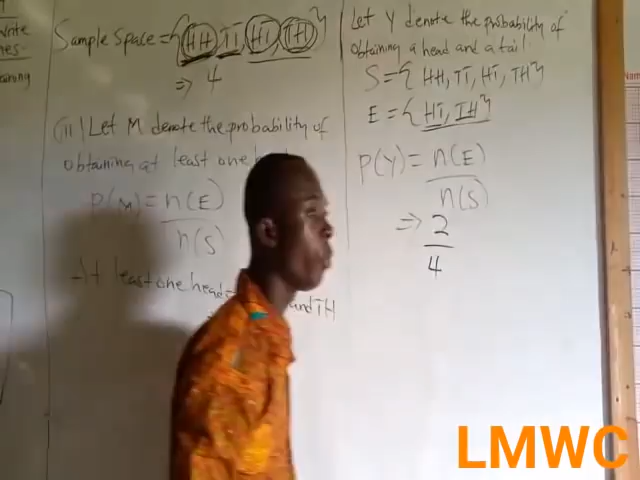 Write
Sample Space = { HH, TT, HT, TH }
⇒ 4
(ii) Let M denote the probability of
obtaining at least one
P(M) = n(E)
n(S)
At least one head
and TH
Let Y denote the probability of
obtaining a head and a tail
S = { HH, TT, HT, TH }
E = { HT, TH }
P(Y) = n(E)
n(S)
⇒ 2
4
LMWC